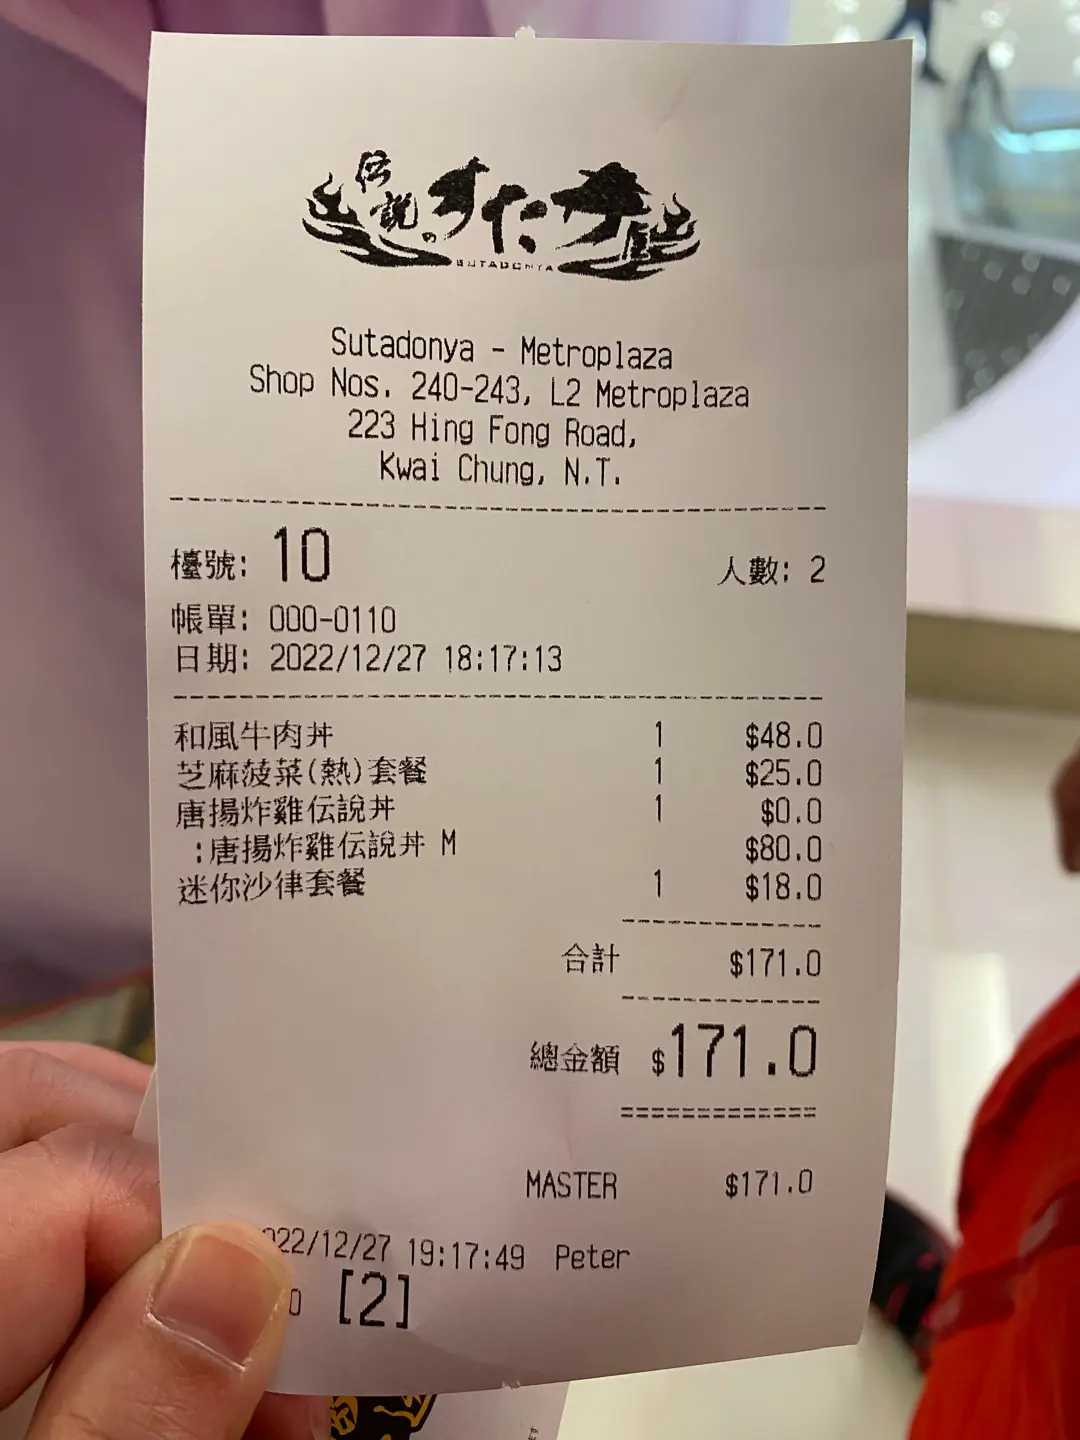 伝説のすた丼屋
SUTADONYA
Sutadonya - Metroplaza
Shop Nos. 240-243, L2 Metroplaza
223 Hing Fong Road,
Kwai Chung, N.T.
檯號: 10 人數: 2
帳單: 000-0110
日期: 2022/12/27 18:17:13
和風牛肉丼 1 $48.0
芝麻菠菜(熱)套餐 1 $25.0
唐揚炸雞伝說丼 1 $0.0
:唐揚炸雞伝說丼 M $80.0
迷你沙律套餐 1 $18.0
合計 $171.0
總金額 $171.0
MASTER $171.0
022/12/27 19:17:49 Peter
0 [2]